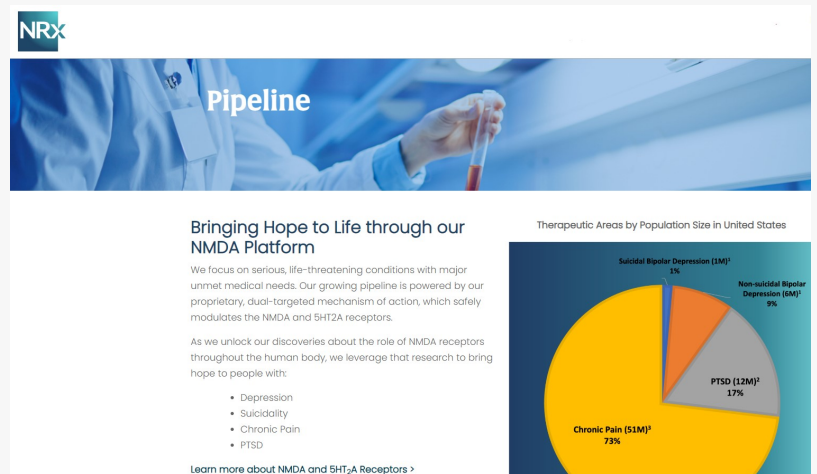 NRx
Pipeline
Bringing Hope to Life through our
NMDA Platform
We focus on serious, life-threatening conditions with major
unmet medical needs. Our growing pipeline is powered by our
proprietary, dual-targeted mechanism of action, which safely
modulates the NMDA and 5HT2A receptors.
As we unlock our discoveries about the role of NMDA receptors
throughout the human body, we leverage that research to bring
hope to people with:
• Depression
• Suicidality
• Chronic Pain
• PTSD
Learn more about NMDA and 5HT₂A Receptors >
Therapeutic Areas by Population Size in United States
Suicidal Bipolar Depression (1M)¹
1%
Non-suicidal Bipolar
Depression (6M)¹
9%
PTSD (12M)²
17%
Chronic Pain (51M)³
73%